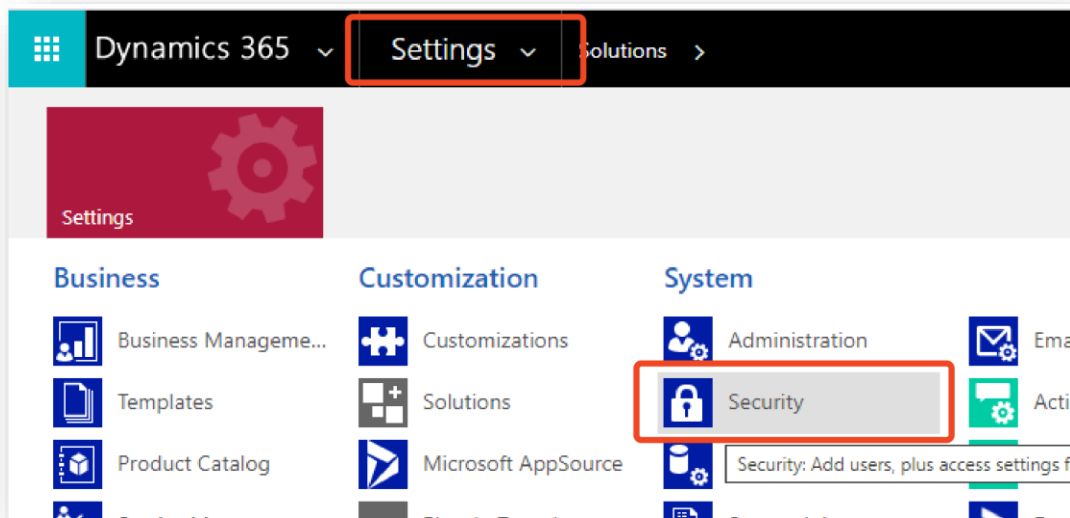 Dynamics 365 Settings Solutions
Settings
Business Customization System
Business Manageme... Customizations Administration
Templates Solutions Security
Product Catalog Microsoft AppSource Security: Add users, plus access settings